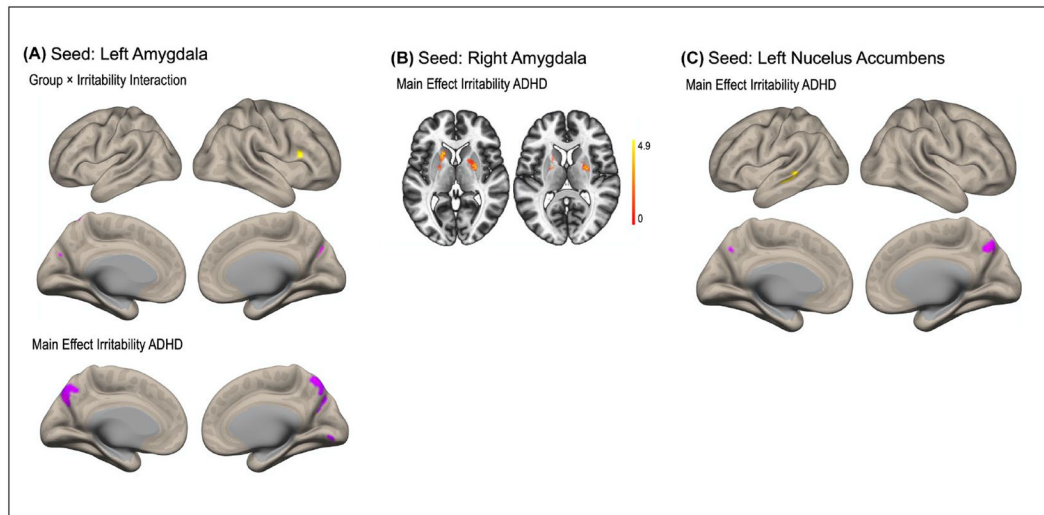 (A) Seed: Left Amygdala
Group × Irritability Interaction
Main Effect Irritability ADHD
(B) Seed: Right Amygdala
Main Effect Irritability ADHD
4.9
0
(C) Seed: Left Nucelus Accumbens
Main Effect Irritability ADHD